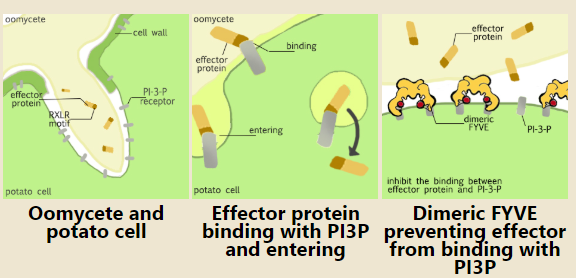 oomycete
cell wall
effector
protein
RXLR
motif
PI-3-P
receptor
potato cell
Oomycete and
potato cell
oomycete
effector
protein
binding
entering
potato cell
Effector protein
binding with PI3P
and entering
effector
protein
dimeric
FYVE
PI-3-P
inhibit the binding between
effector protein and PI-3-P
Dimeric FYVE
preventing effector
from binding with
PI3P